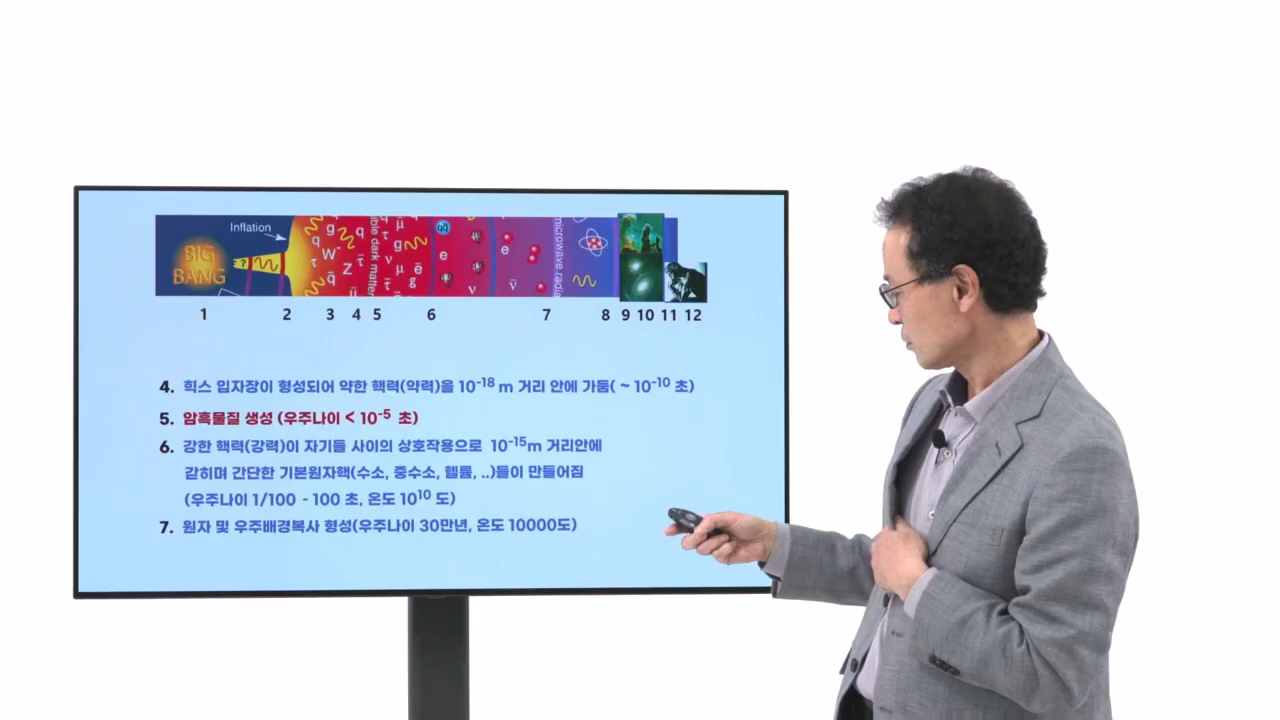 Inflation
BIG
BANG
?
q g q
W⁻
q̄ Z τ̄
ible dark matter
τ μ̄
g
ν
μ ē
g
qq̄
e
ν
e
ν̄
microwave radia
1 2 3 4 5 6 7 8 9 10 11 12
4. 힉스 입자장이 형성되어 약한 핵력(약력)을 10⁻¹⁸ m 거리 안에 가둠( ~ 10⁻¹⁰ 초)
5. 암흑물질 생성 (우주나이 < 10⁻⁵ 초)
6. 강한 핵력(강력)이 자기들 사이의 상호작용으로 10⁻¹⁵m 거리안에
갇히며 간단한 기본원자핵(수소, 중수소, 헬륨, ..)들이 만들어짐
(우주나이 1/100 - 100 초, 온도 10¹⁰ 도)
7. 원자 및 우주배경복사 형성(우주나이 30만년, 온도 10000도)